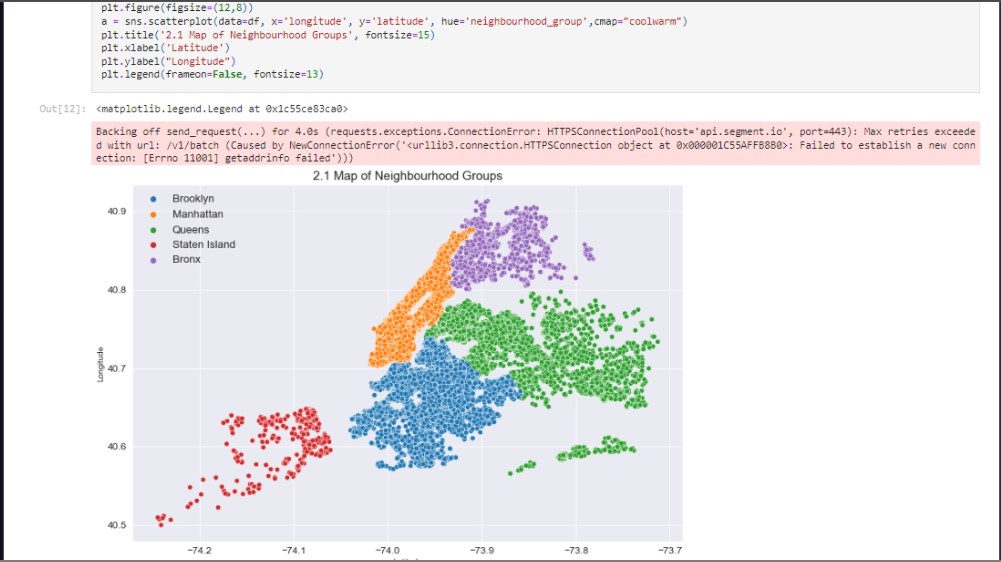 plt.figure(figsize=(12,8))
a = sns.scatterplot(data=df, x='longitude', y='latitude', hue='neighbourhood_group',cmap="coolwarm")
plt.title('2.1 Map of Neighbourhood Groups', fontsize=15)
plt.xlabel('Latitude')
plt.ylabel("Longitude")
plt.legend(frameon=False, fontsize=13)
Out[12]: <matplotlib.legend.Legend at 0x1c55ce83ca0>
Backing off send_request(...) for 4.0s (requests.exceptions.ConnectionError: HTTPSConnectionPool(host='api.segment.io', port=443): Max retries exceede
d with url: /v1/batch (Caused by NewConnectionError('<urllib3.connection.HTTPSConnection object at 0x000001C55AFFB8B0>: Failed to establish a new conn
ection: [Errno 11001] getaddrinfo failed')))
2.1 Map of Neighbourhood Groups
Brooklyn
Manhattan
Queens
Staten Island
Bronx
40.9
40.8
40.7
40.6
40.5
Longitude
−74.2 −74.1 −74.0 −73.9 −73.8 −73.7